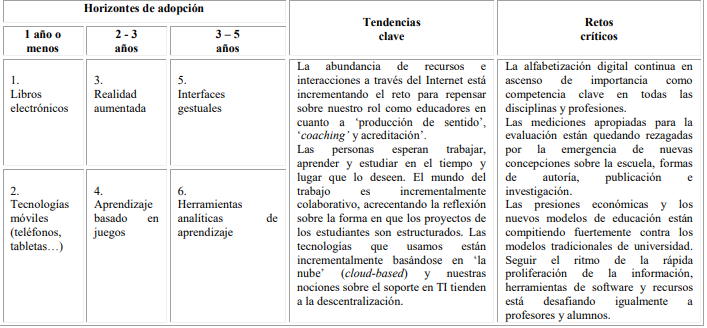 Horizontes de adopción
1 año o
menos
2 - 3
años
3 – 5
años
Tendencias
clave
Retos
críticos
1.
Libros
electrónicos
3.
Realidad
aumentada
5.
Interfaces
gestuales
2.
Tecnologías
móviles
(teléfonos,
tabletas…)
4.
Aprendizaje
basado en
juegos
6.
Herramientas
analíticas de
aprendizaje
La abundancia de recursos e
interacciones a través del Internet está
incrementando el reto para repensar
sobre nuestro rol como educadores en
cuanto a ‘producción de sentido’,
‘coaching’ y acreditación’.
Las personas esperan trabajar,
aprender y estudiar en el tiempo y
lugar que lo deseen. El mundo del
trabajo es incrementalmente
colaborativo, acrecentando la reflexión
sobre la forma en que los proyectos de
los estudiantes son estructurados. Las
tecnologías que usamos están
incrementalmente basándose en ‘la
nube’ (cloud-based) y nuestras
nociones sobre el soporte en TI tienden
a la descentralización.
La alfabetización digital continua en
ascenso de importancia como
competencia clave en todas las
disciplinas y profesiones.
Las mediciones apropiadas para la
evaluación están quedando rezagadas
por la emergencia de nuevas
concepciones sobre la escuela, formas
de autoría, publicación e
investigación.
Las presiones económicas y los
nuevos modelos de educación están
compitiendo fuertemente contra los
modelos tradicionales de universidad.
Seguir el ritmo de la rápida
proliferación de la información,
herramientas de software y recursos
está desafiando igualmente a
profesores y alumnos.